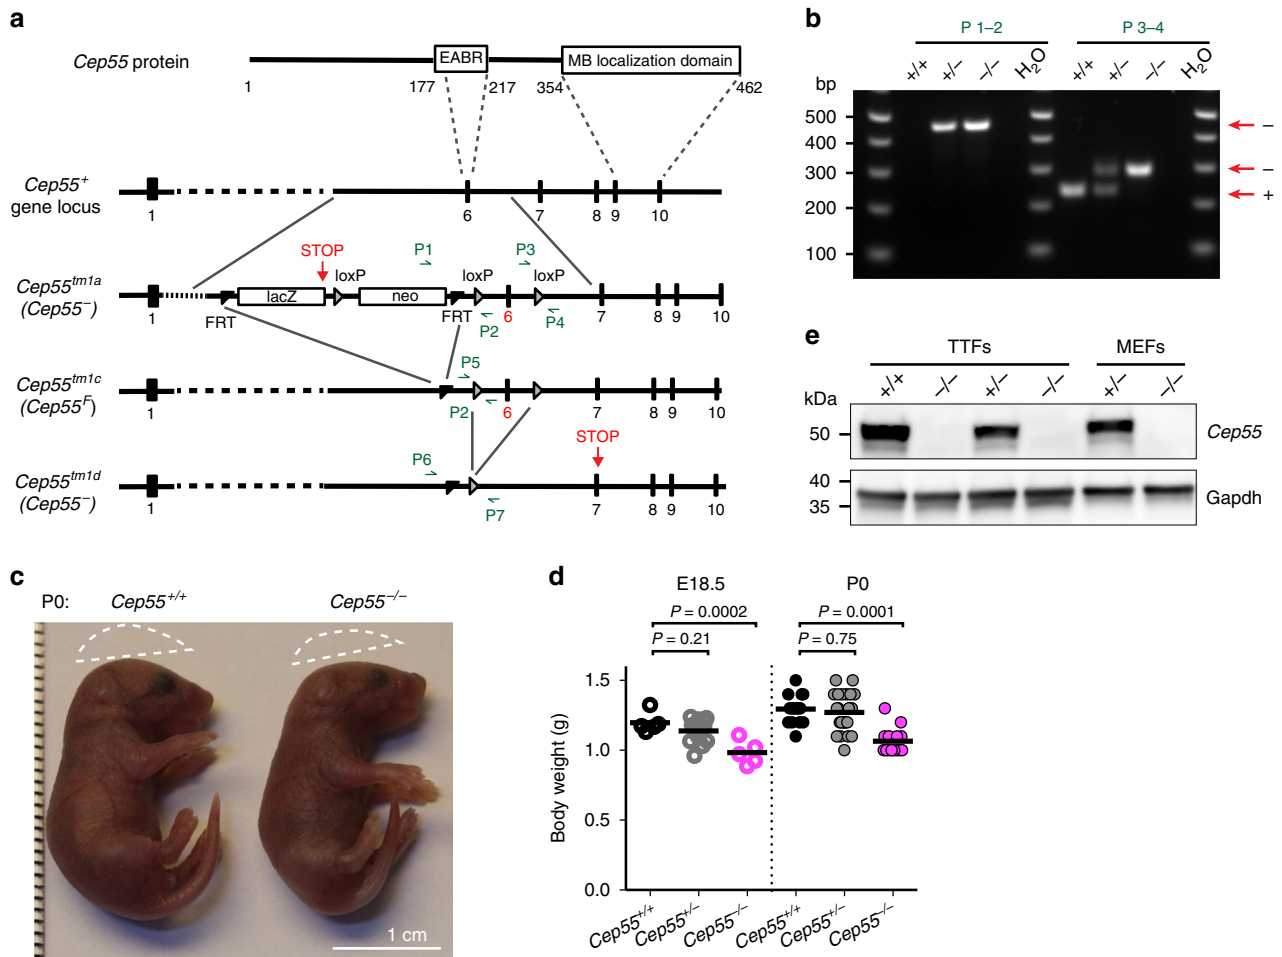 a
Cep55 protein
EABR
MB localization domain
1 177 217 354 462
Cep55+
gene locus
1 6 7 8 9 10
STOP P1 P3
loxP loxP loxP
Cep55tm1a
(Cep55−)
lacZ neo
1 FRT FRT P2 6 P4 7 8 9 10
P5
Cep55tm1c
(Cep55F)
1 P2 6 7 8 9 10
STOP
P6
Cep55tm1d
(Cep55−)
1 P7 7 8 9 10
b
P 1–2 P 3–4
+/+ +/− −/− H2O +/+ +/− −/− H2O
bp
500
400
300
200
100
−
−
+
e
TTFs MEFs
+/+ −/− +/− −/− +/− −/−
kDa
50
Cep55
40
35
Gapdh
c
P0: Cep55+/+ Cep55−/−
1 cm
d
E18.5 P0
P = 0.0002 P = 0.0001
P = 0.21 P = 0.75
Body weight (g)
1.5
1.0
0.5
0.0
Cep55+/+ Cep55+/− Cep55−/− Cep55+/+ Cep55+/− Cep55−/−